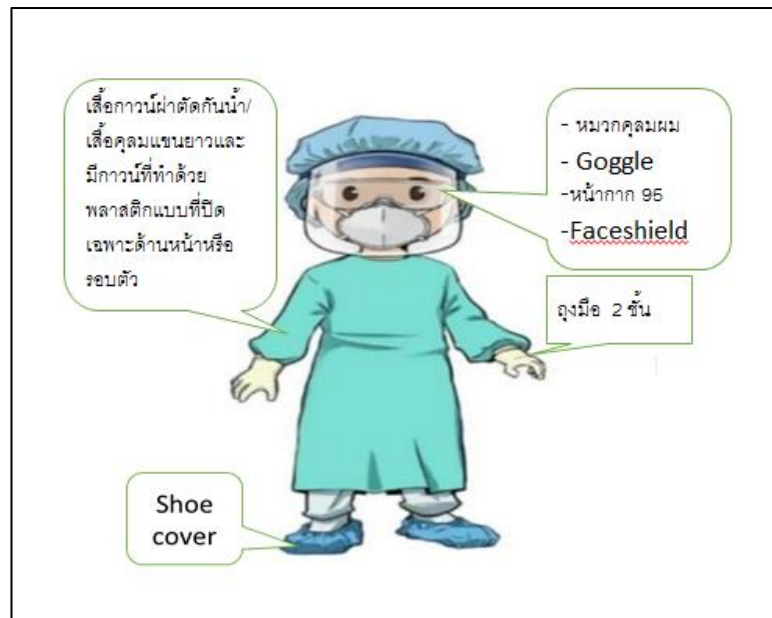 เสื้อกาวน์ผ่าตัดกันน้ำ/
เสื้อคลุมแขนยาวและ
มีกาวน์ที่ทำด้วย
พลาสติกแบบที่ปิด
เฉพาะด้านหน้าหรือ
รอบตัว
- หมวกคลุมผม
- Goggle
-หน้ากาก 95
-Faceshield
ถุงมือ 2 ชั้น
Shoe
cover